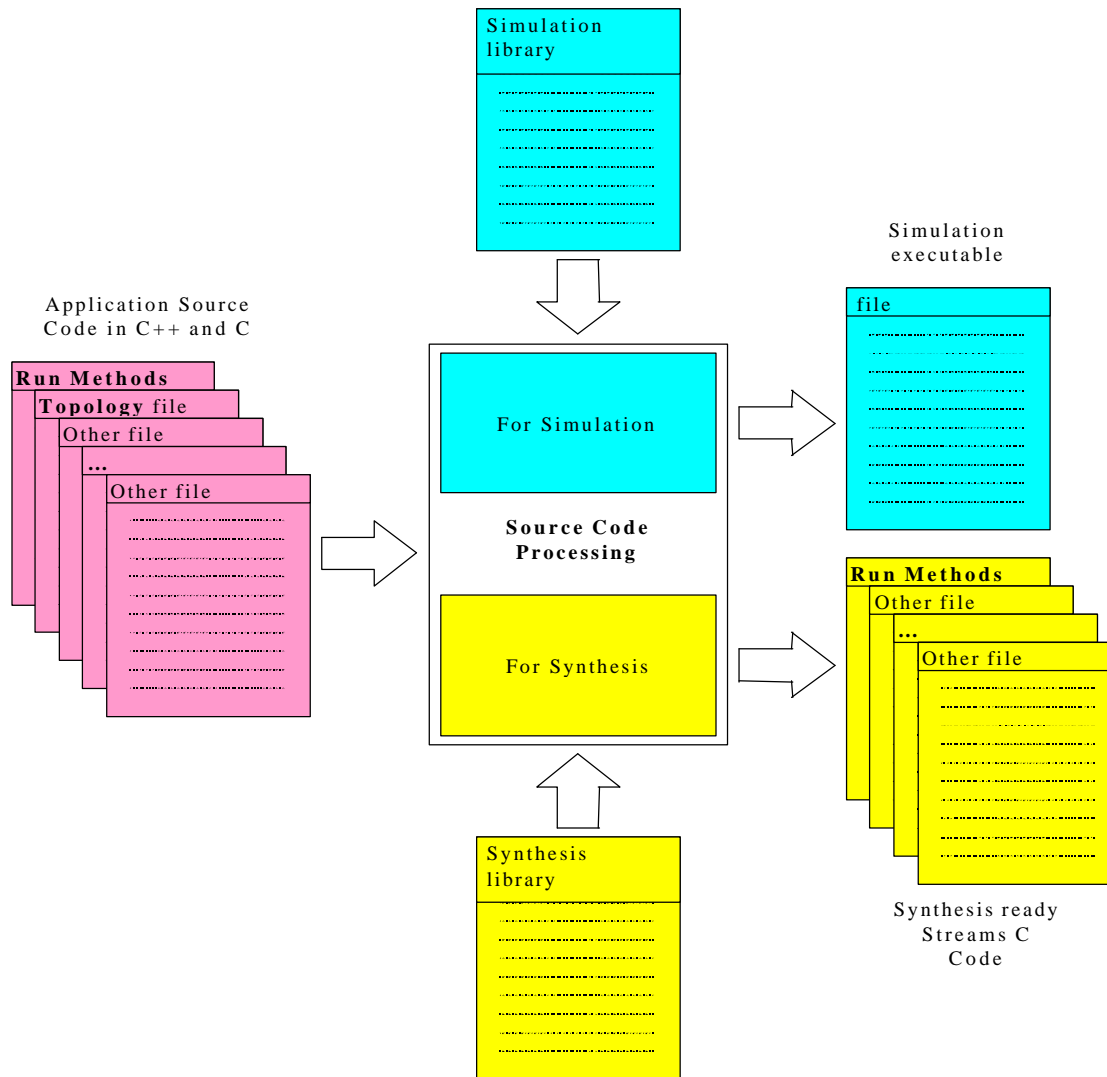 Simulation
library
Simulation
executable
Application Source
Code in C++ and C
file
Run Methods
Topology file
Other file
...
Other file
For Simulation
Source Code
Processing
For Synthesis
Run Methods
Other file
...
Other file
Synthesis
library
Synthesis ready
Streams C
Code